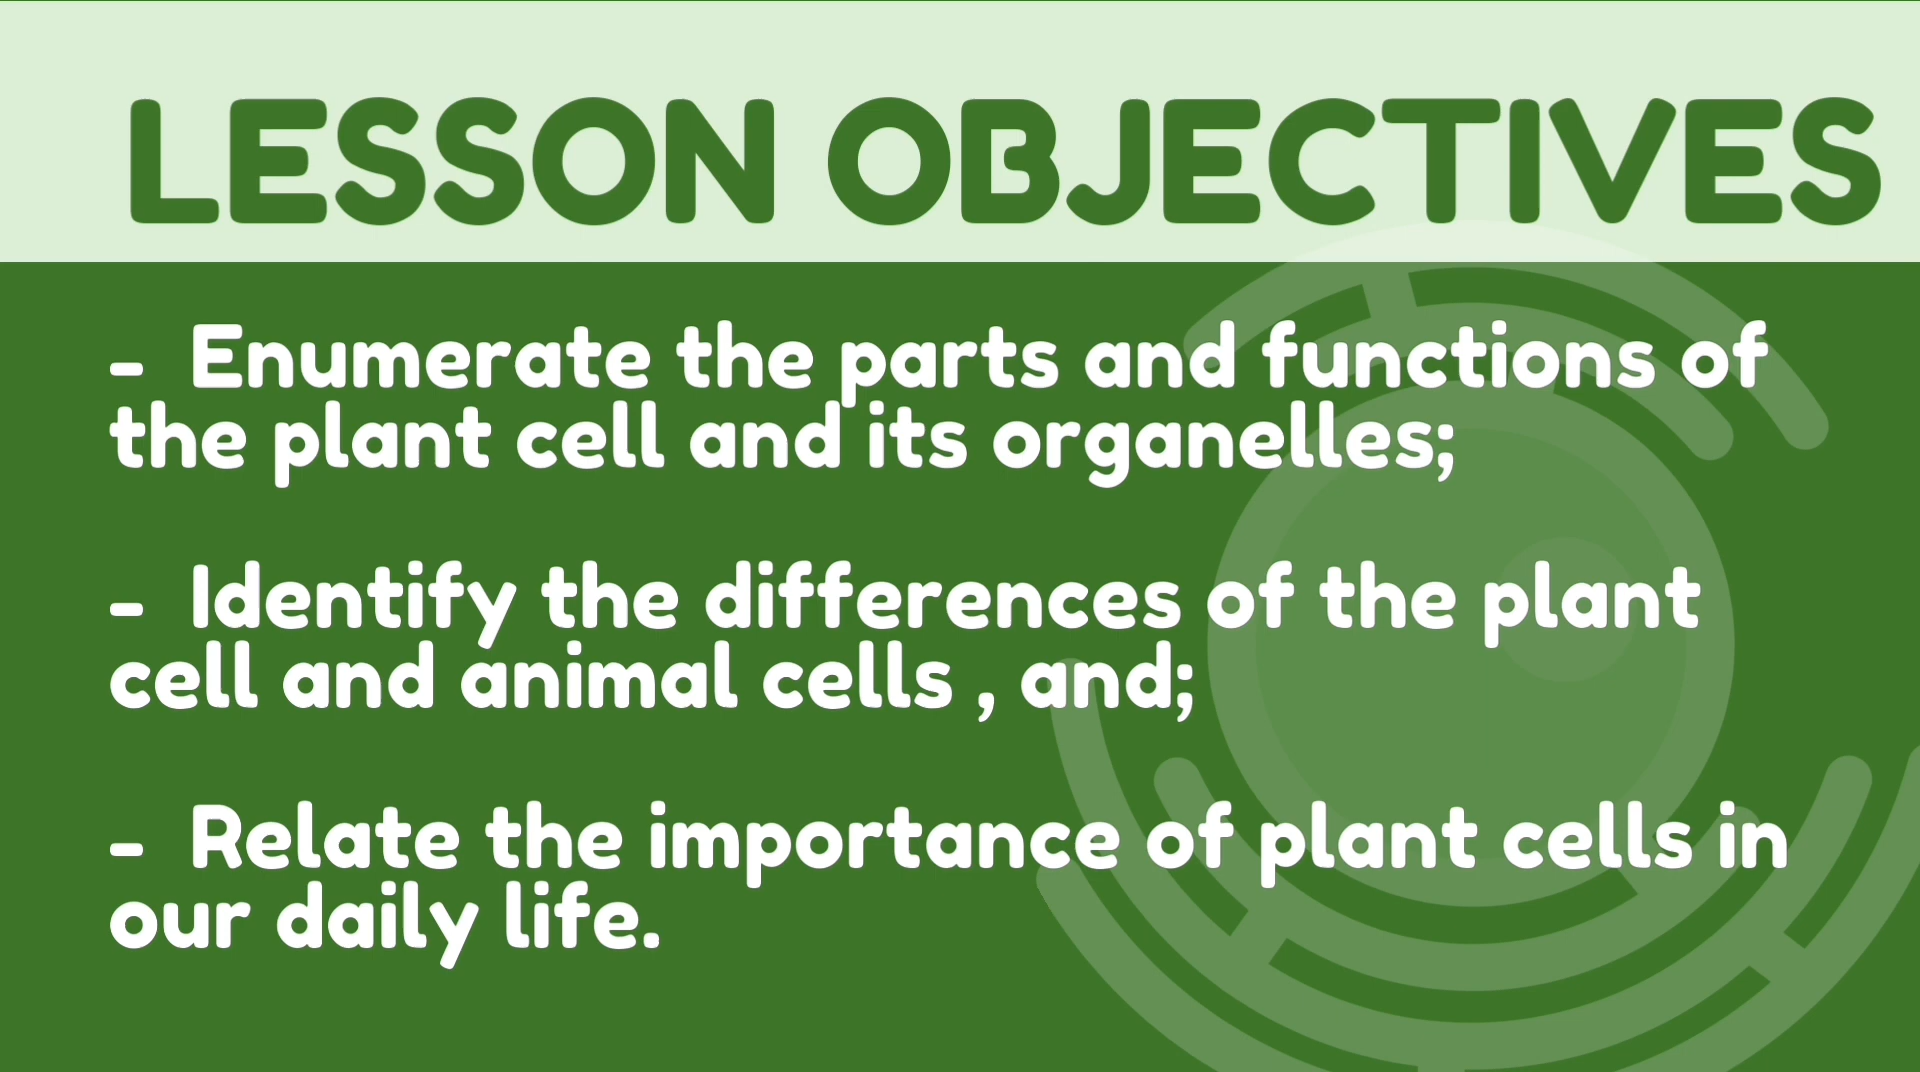 LESSON OBJECTIVES
- Enumerate the parts and functions of
the plant cell and its organelles;
- Identify the differences of the plant
cell and animal cells , and;
- Relate the importance of plant cells in
our daily life.